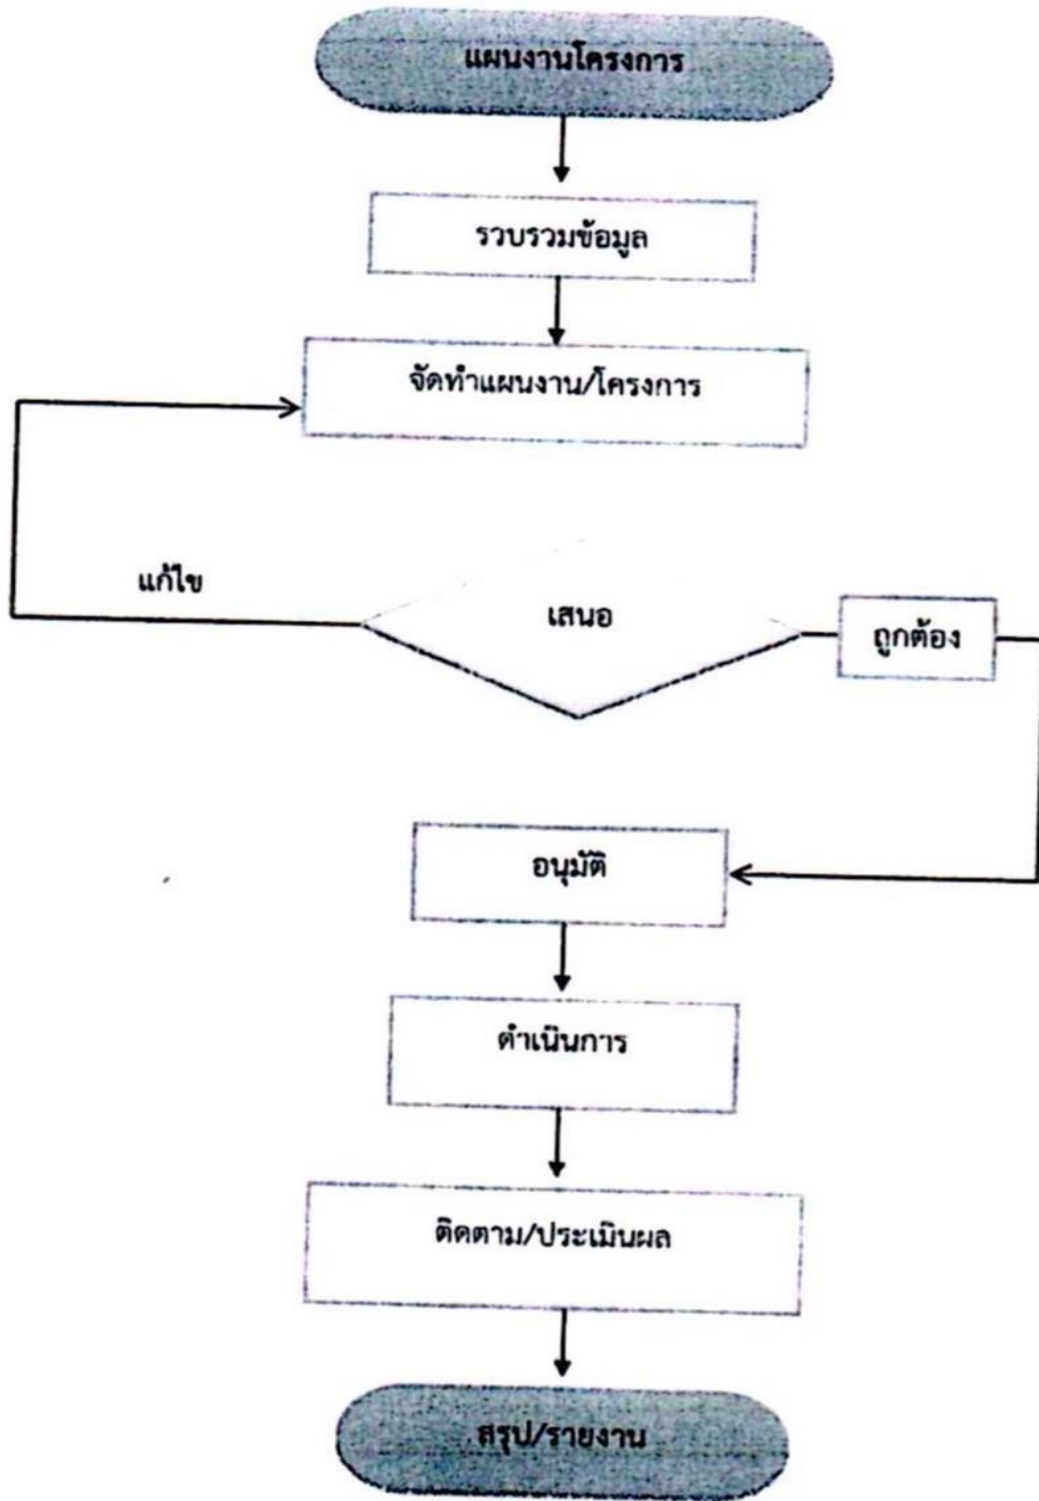 แผนงานโครงการ
รวบรวมข้อมูล
จัดทำแผนงาน/โครงการ
แก้ไข
เสนอ
ถูกต้อง
อนุมัติ
ดำเนินการ
ติดตาม/ประเมินผล
สรุป/รายงาน